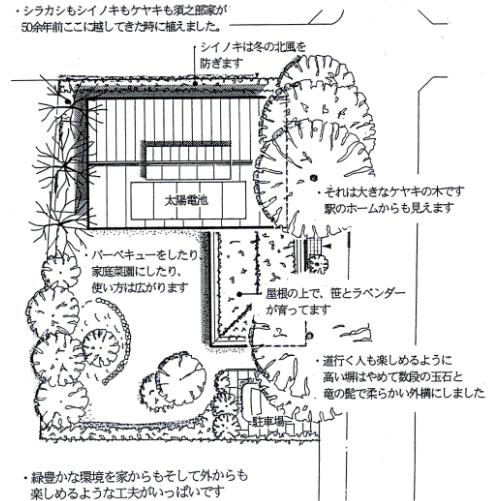 ・シラカシもシイノキもケヤキも須之部家が
50余年前ここに越してきた時に植えました。
・シイノキは冬の北風を
防ぎます
太陽電池
・それは大きなケヤキの木です
駅のホームからも見えます
・バーベキューをしたり、
家庭菜園にしたり、
使い方は広がります
・屋根の上で、笹とラベンダー
が育ってます
・道行く人も楽しめるように
高い塀はやめて数段の玉石と
竜の髭で柔らかい外構にしました
駐車場
・緑豊かな環境を家からもそして外からも
楽しめるような工夫がいっぱいです